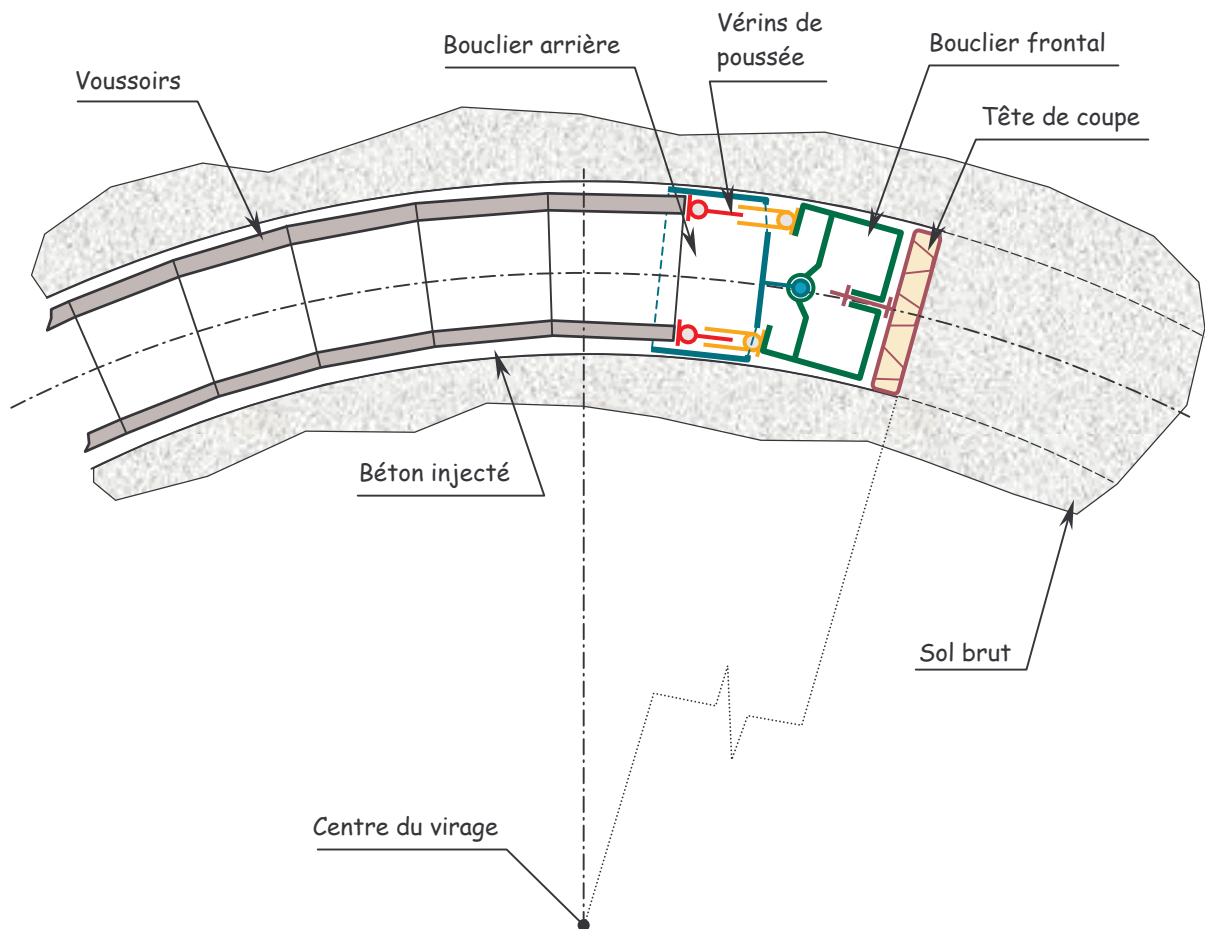 Vérins de
poussée
Bouclier arrière
Bouclier frontal
Voussoirs
Tête de coupe
Béton injecté
Sol brut
Centre du virage